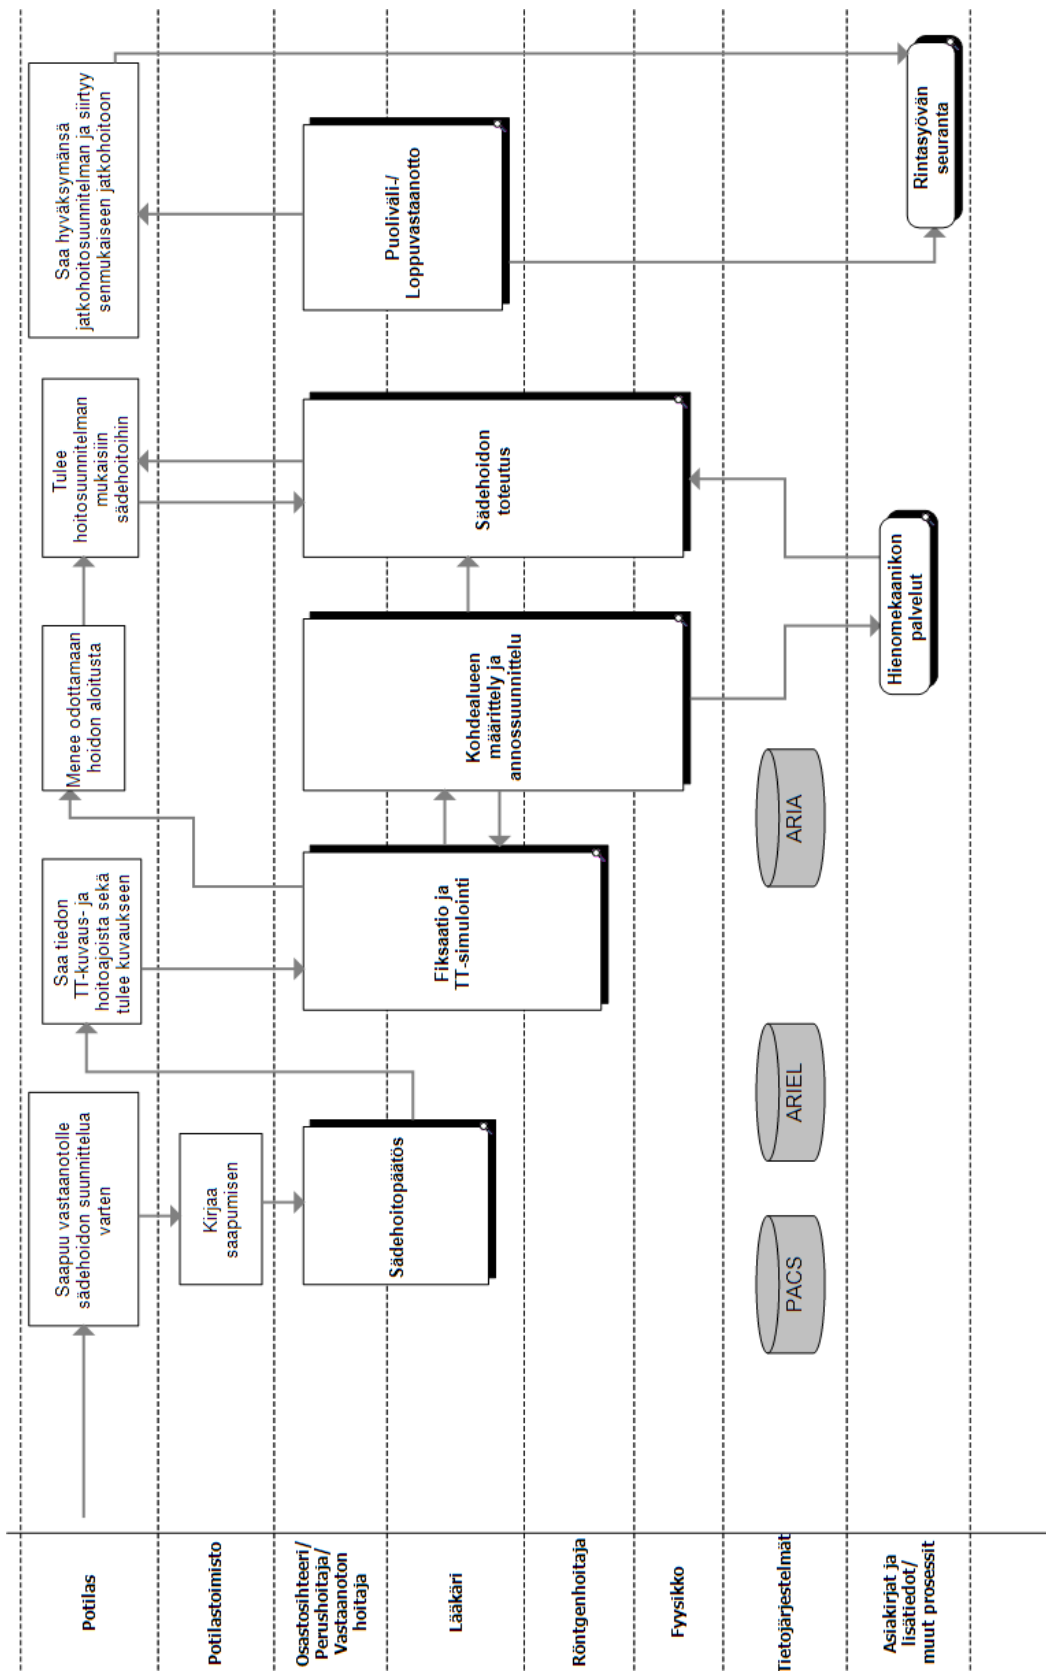 Potilas
Saapuu vastaanotolle
sädehoidon suunnittelua
varten
Saa tiedon
TT-kuvaus- ja
hoitoajoista sekä
tulee kuvaukseen
Menee odottamaan
hoidon aloitusta
Tulee
hoitosuunnitelman
mukaisiin
sädehoitoihin
Saa hyväksymänsä
jatkohoitosuunnitelman ja siirtyy
senmukaiseen jatkohoitoon
Potilastoimisto
Kirjaa
saapumisen
Osastosihteeri/
Perushoitaja/
Vastaanoton
hoitaja
Lääkäri
Sädehoitopäätös
Fiksaatio ja
TT-simulointi
Kohdealueen
määrittely ja
annossuunnittelu
Sädehoidon
toteutus
Puoliväli-/
Loppuvastaanotto
Röntgenhoitaja
Fyysikko
Tietojärjestelmät
PACS
ARIEL
ARIA
Asiakirjat ja
lisätiedot/
muut prosessit
Hienomekaanikon
palvelut
Rintasyövän
seuranta